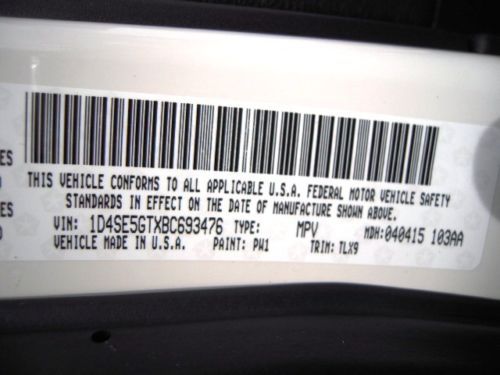 THIS VEHICLE CONFORMS TO ALL APPLICABLE U.S.A. FEDERAL MOTOR VEHICLE SAFETY
STANDARDS IN EFFECT ON THE DATE OF MANUFACTURE SHOWN ABOVE.
VIN: 1D4SE5GTXBC693476 TYPE: MPV MDH:040415 103AA
VEHICLE MADE IN U.S.A. PAINT: PW1 TRIM: TLX9